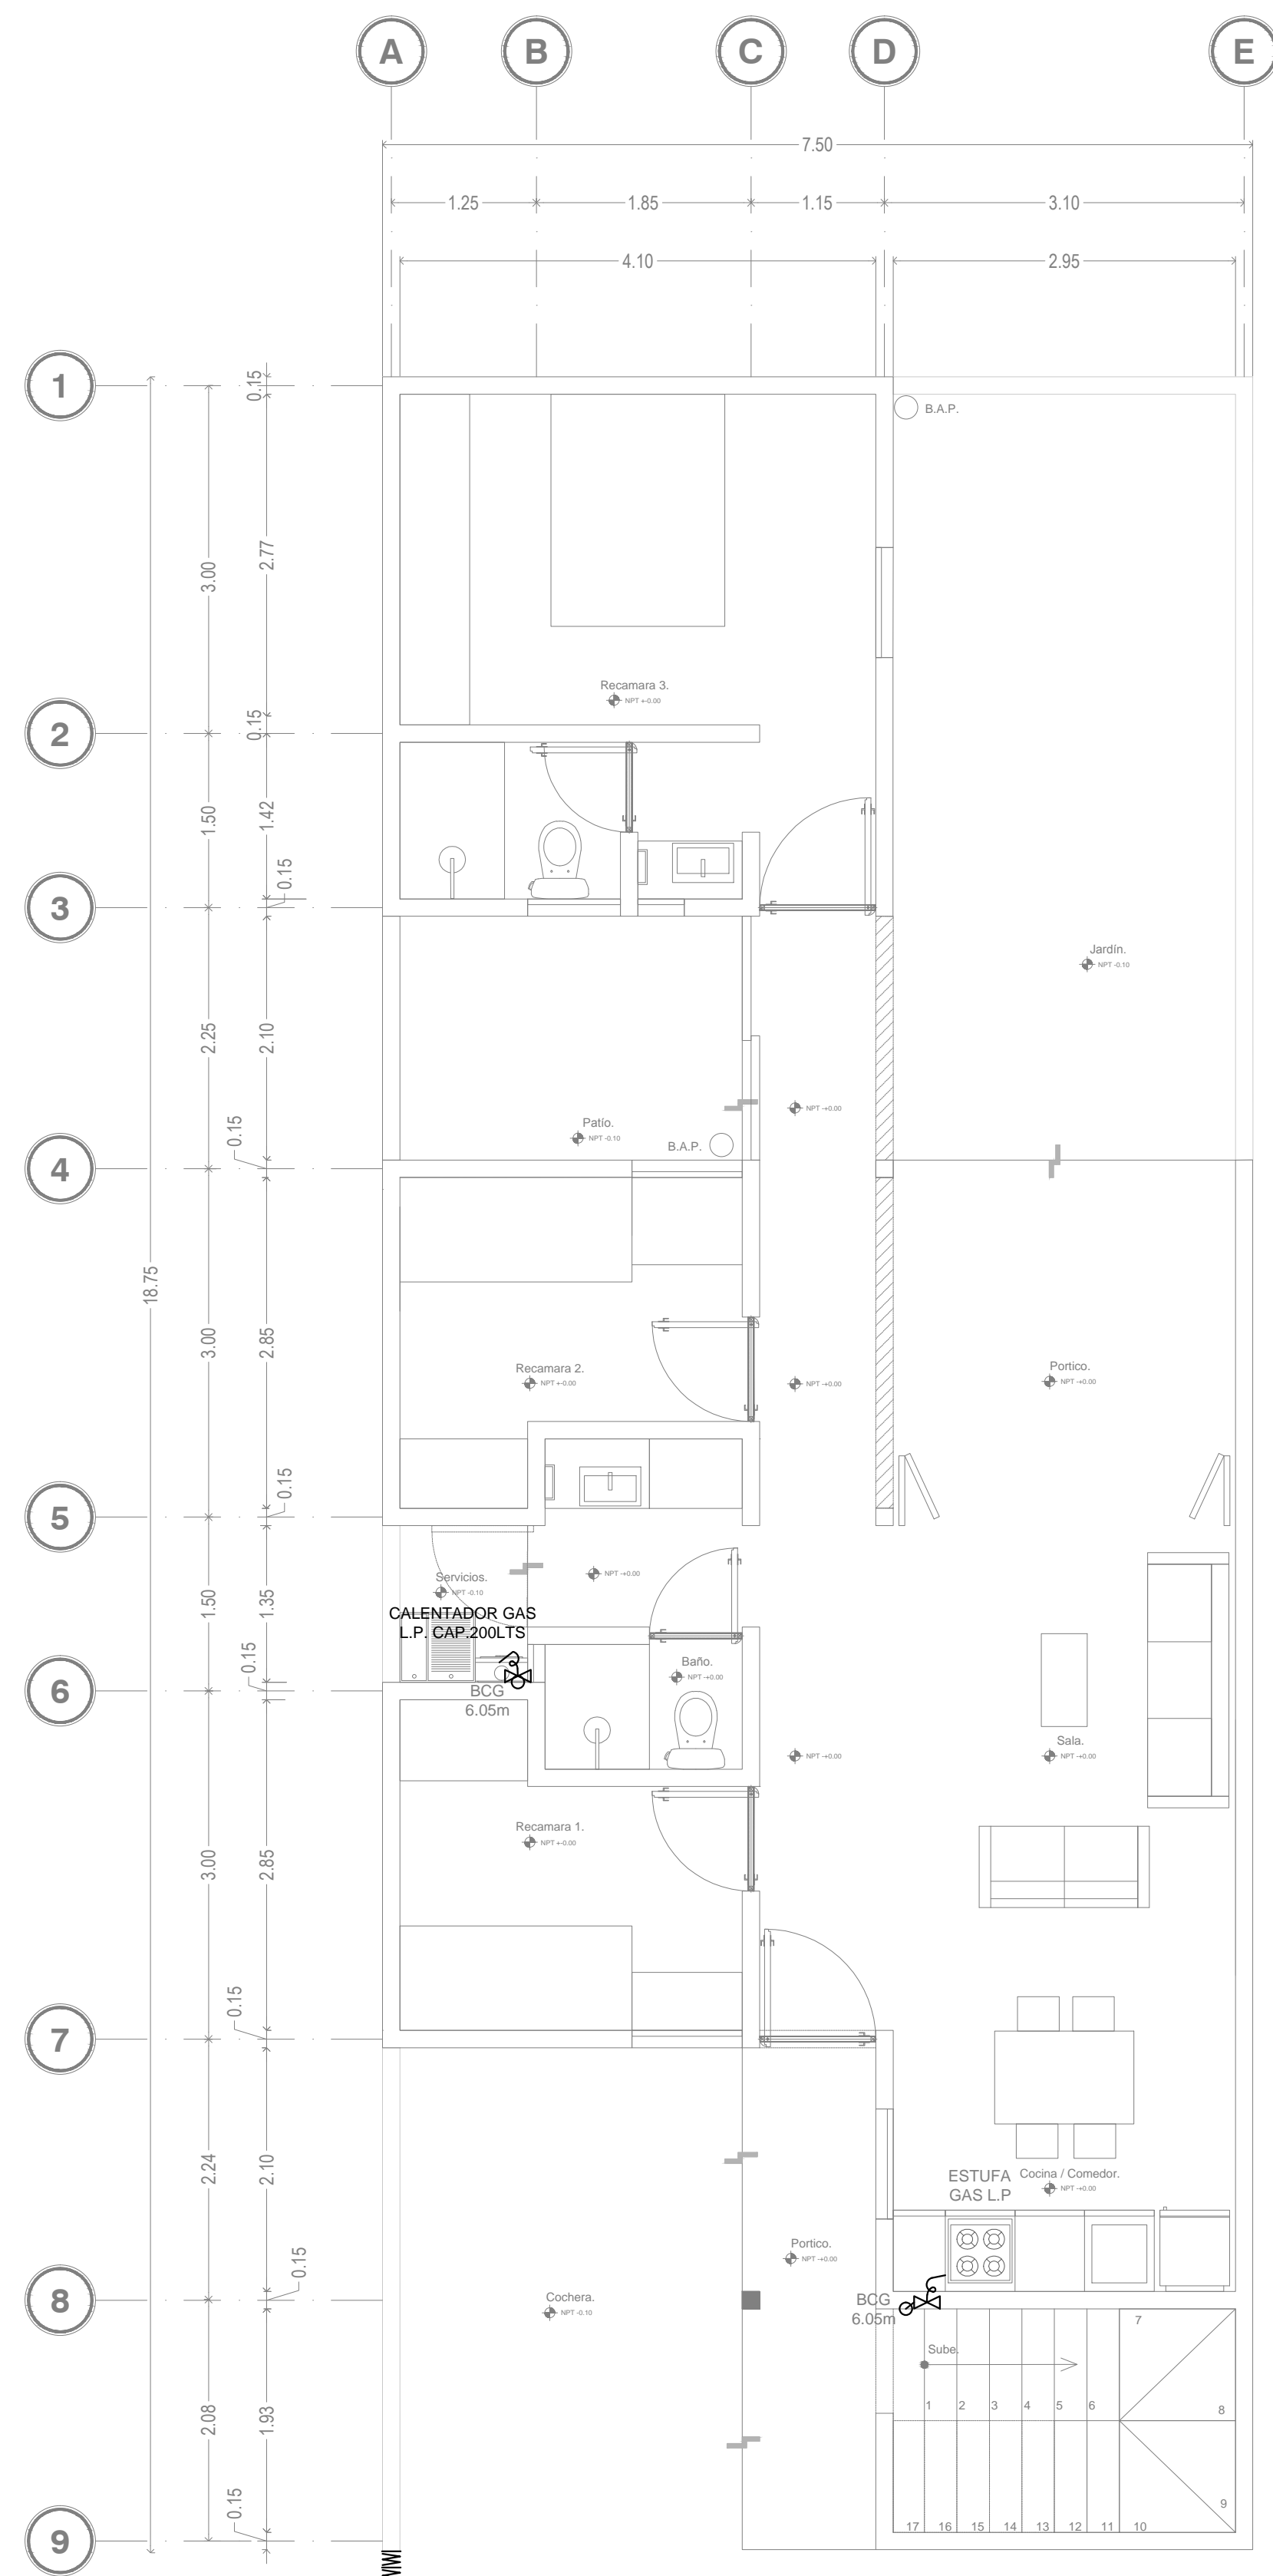 A B C D E
7.50
1.25 1.85 1.15 3.10
4.10 2.95
1
0.15
B.A.P.
3.00
2.77
Recamara 3.
NPT +-0.00
2
0.15
1.50
1.42
0.15
3
Jardín.
NPT -0.10
2.25
2.10
NPT -+0.00
Patío.
NPT -0.10
B.A.P.
0.15
4
18.75
3.00
2.85
Recamara 2.
NPT +-0.00
NPT -+0.00
Portico.
NPT -+0.00
0.15
5
1.50
1.35
NPT -+0.00
Servicios.
NPT -0.10
CALENTADOR GAS
L.P. CAP.200LTS
Baño.
NPT -+0.00
0.15
6
BCG
6.05m
NPT -+0.00
Sala.
NPT -+0.00
3.00
2.85
Recamara 1.
NPT +-0.00
0.15
7
2.24
2.10
ESTUFA
GAS L.P
Cocina / Comedor.
NPT -+0.00
Portico.
NPT -+0.00
0.15
8
Cochera.
NPT -0.10
BCG
6.05m
Sube.
7
1 2 3 4 5 6
8
2.08
1.93
9
17 16 15 14 13 12 11 10
0.15
9